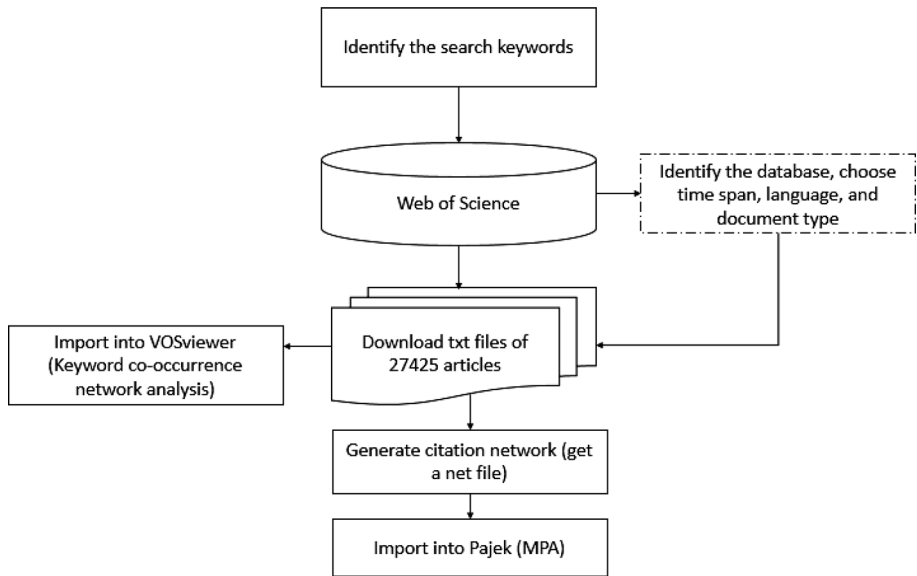 Identify the search keywords
Web of Science
Identify the database, choose
time span, language, and
document type
Download txt files of
27425 articles
Import into VOSviewer
(Keyword co-occurrence
network analysis)
Generate citation network (get
a net file)
Import into Pajek (MPA)